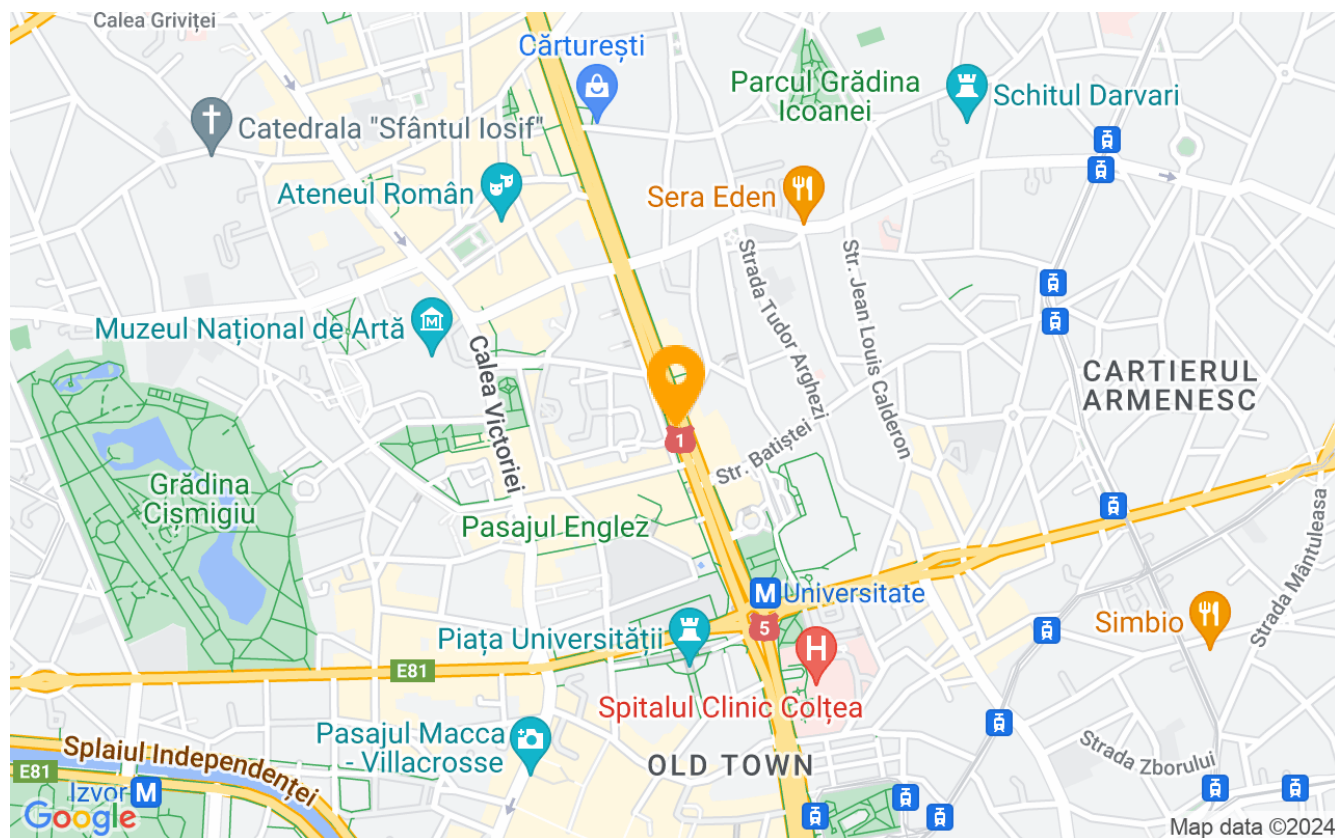 Calea Griviței
Cărturești
Parcul Grădina
Icoanei
Schitul Darvari
Catedrala "Sfântul Iosif"
Ateneul Român
Sera Eden
Strada Tudor Arghezi
Str. Jean Louis Calderon
Muzeul Național de Artă
Calea Victoriei
CARTIERUL
ARMENESC
1
Str. Batiștei
Grădina
Cișmigiu
Pasajul Englez
M Universitate
5
Piața Universității
H
Simbio
Strada Mântuleasa
E81
Spitalul Clinic Colțea
Pasajul Macca
- Villacrosse
OLD TOWN
Strada Zborului
Splaiul Independenței
E81
Izvor M
Google
Map data ©2024